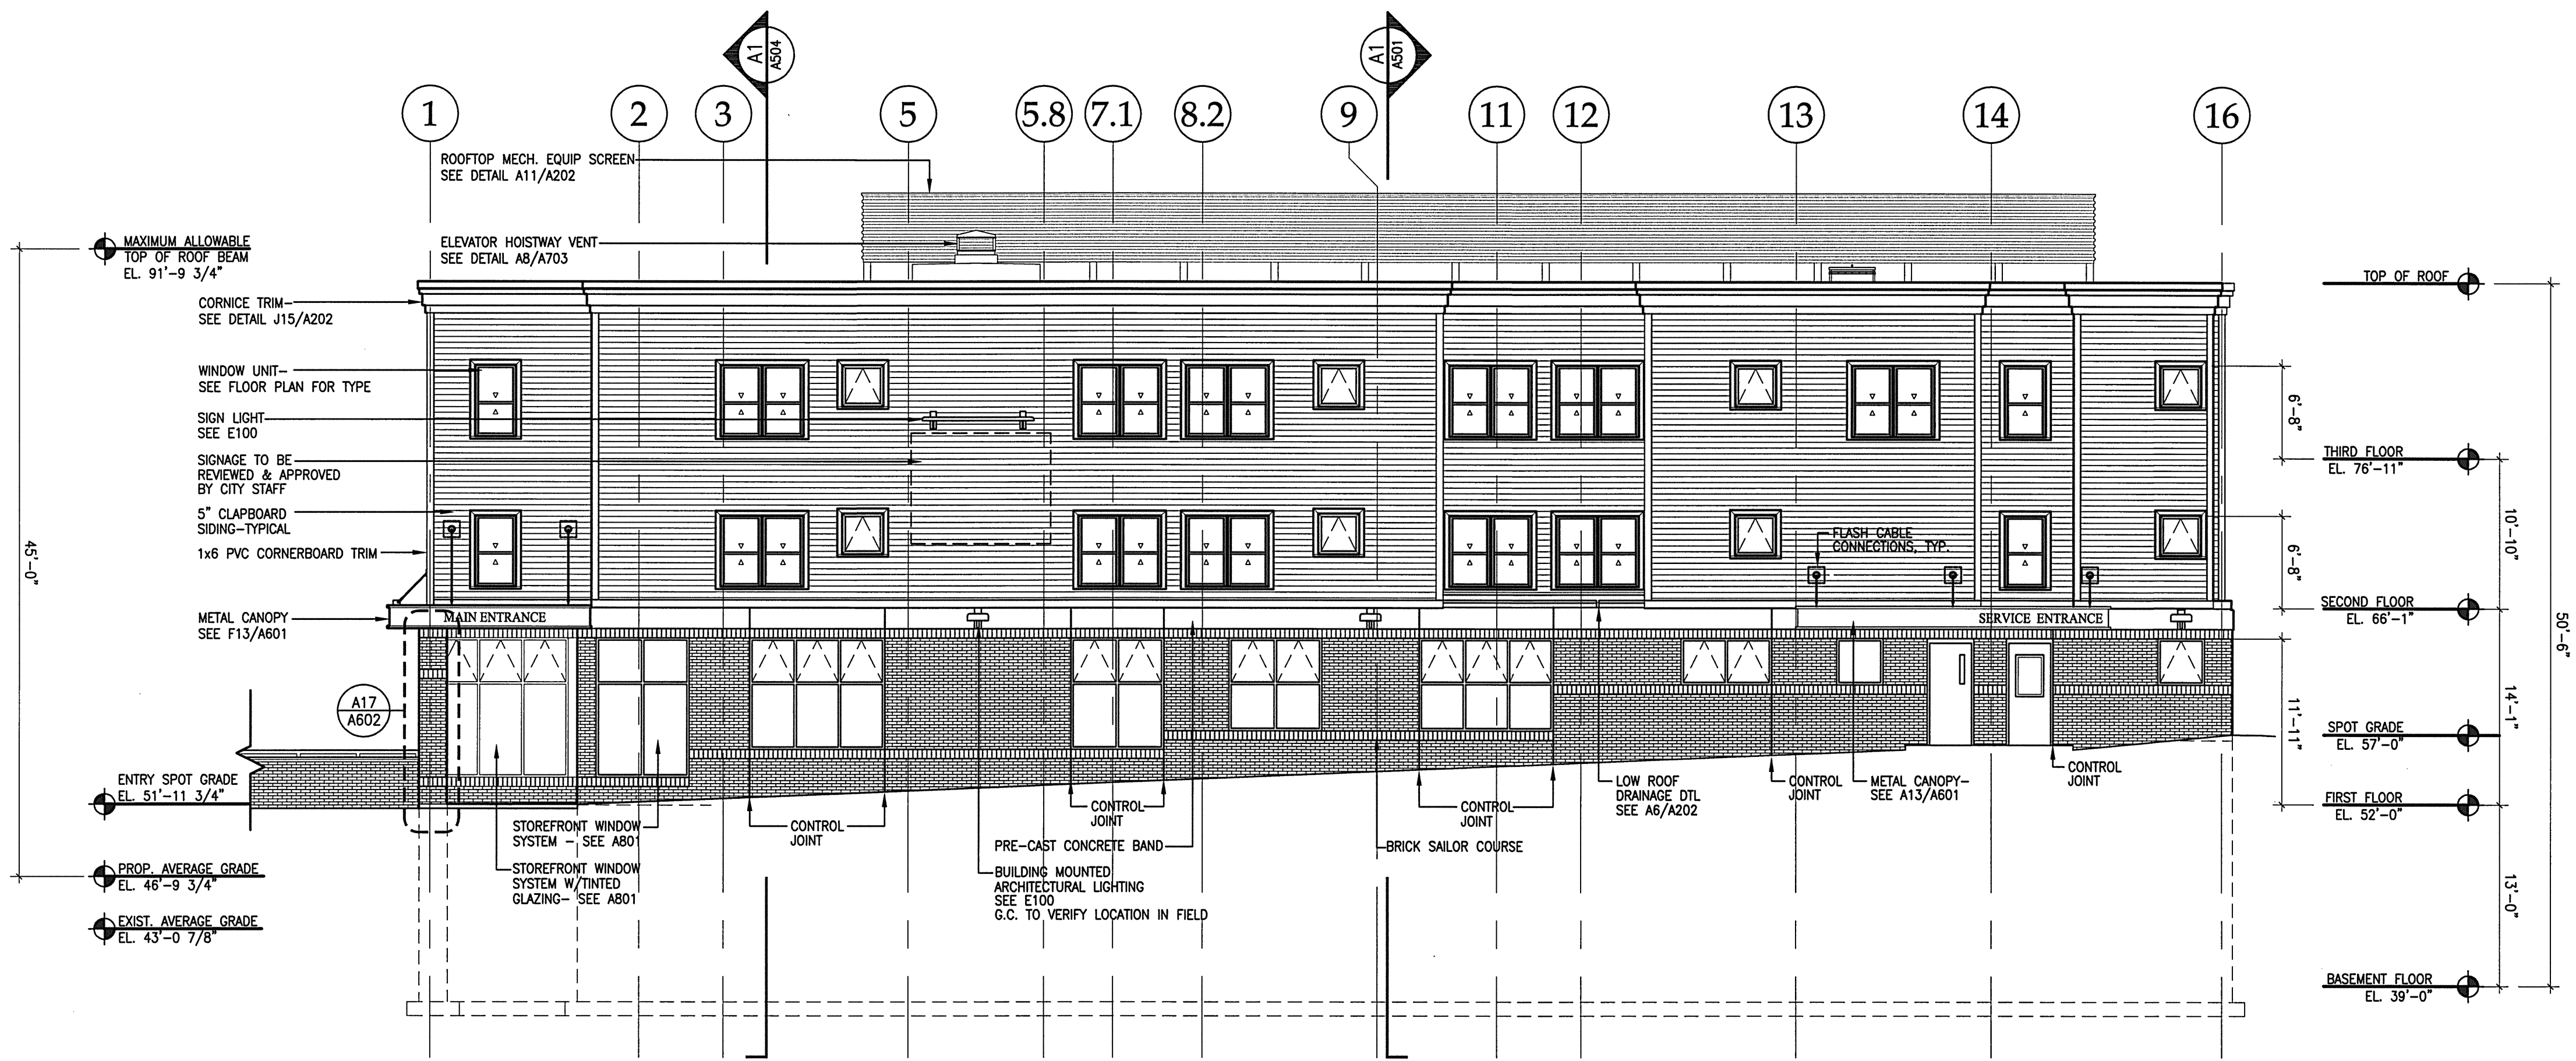 A1
A504
A1
A501
1
2
3
5
5.8
7.1
8.2
9
11
12
13
14
16
ROOFTOP MECH. EQUIP SCREEN
SEE DETAIL A11/A202
ELEVATOR HOISTWAY VENT
SEE DETAIL A8/A703
MAXIMUM ALLOWABLE
TOP OF ROOF BEAM
EL. 91'-9 3/4"
CORNICE TRIM-
SEE DETAIL J15/A202
WINDOW UNIT-
SEE FLOOR PLAN FOR TYPE
SIGN LIGHT
SEE E100
SIGNAGE TO BE
REVIEWED & APPROVED
BY CITY STAFF
5" CLAPBOARD
SIDING-TYPICAL
1x6 PVC CORNERBOARD TRIM
METAL CANOPY
SEE F13/A601
45'-0"
A17
A602
ENTRY SPOT GRADE
EL. 51'-11 3/4"
PROP. AVERAGE GRADE
EL. 46'-9 3/4"
EXIST. AVERAGE GRADE
EL. 43'-0 7/8"
MAIN ENTRANCE
SERVICE ENTRANCE
FLASH CABLE
CONNECTIONS, TYP.
STOREFRONT WINDOW
SYSTEM - SEE A801
STOREFRONT WINDOW
SYSTEM W/TINTED
GLAZING- SEE A801
CONTROL
JOINT
PRE-CAST CONCRETE BAND
BUILDING MOUNTED
ARCHITECTURAL LIGHTING
SEE E100
G.C. TO VERIFY LOCATION IN FIELD
CONTROL
JOINT
BRICK SAILOR COURSE
CONTROL
JOINT
LOW ROOF
DRAINAGE DTL
SEE A6/A202
CONTROL
JOINT
METAL CANOPY-
SEE A13/A601
CONTROL
JOINT
TOP OF ROOF
THIRD FLOOR
EL. 76'-11"
SECOND FLOOR
EL. 66'-1"
SPOT GRADE
EL. 57'-0"
FIRST FLOOR
EL. 52'-0"
BASEMENT FLOOR
EL. 39'-0"
6'-8"
6'-8"
11'-11"
10'-10"
14'-1"
13'-0"
50'-6"